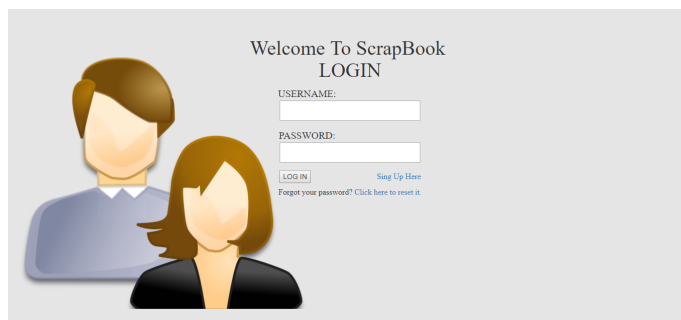 Welcome To ScrapBook
LOGIN
USERNAME:
PASSWORD:
LOG IN Sing Up Here
Forgot your password? Click here to reset it.